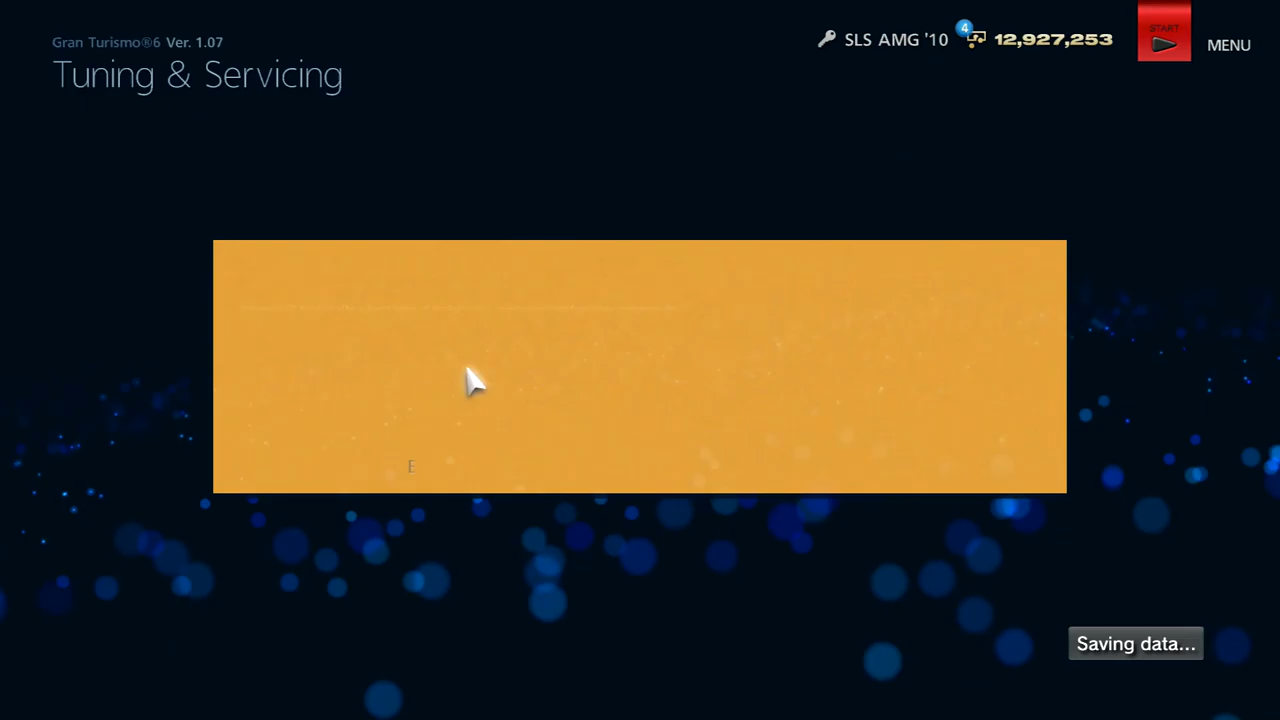 Gran Turismo®6 Ver. 1.07
Tuning & Servicing
SLS AMG '10
4
12,927,253
START
MENU
E
Saving data...